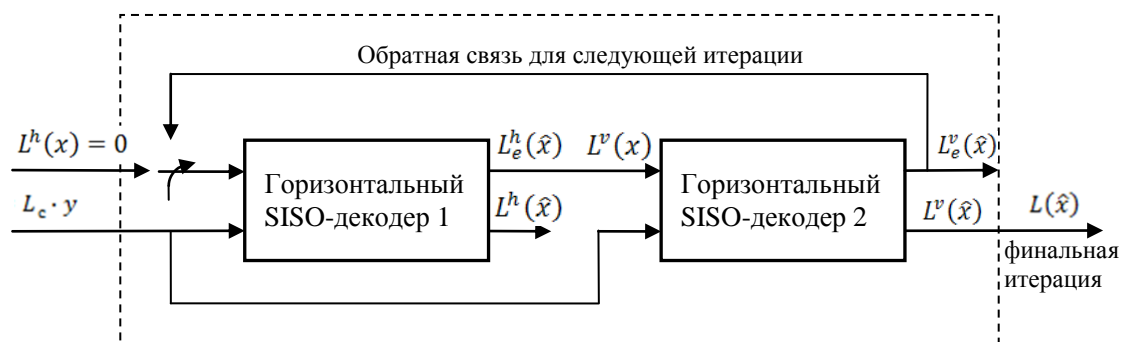 Обратная связь для следующей итерации
L^h(x) = 0
L_c · y
Горизонтальный
SISO-декодер 1
L_e^h(x̂)
L^h(x̂)
L^v(x)
Горизонтальный
SISO-декодер 2
L_e^v(x̂)
L^v(x̂)
L(x̂)
финальная
итерация